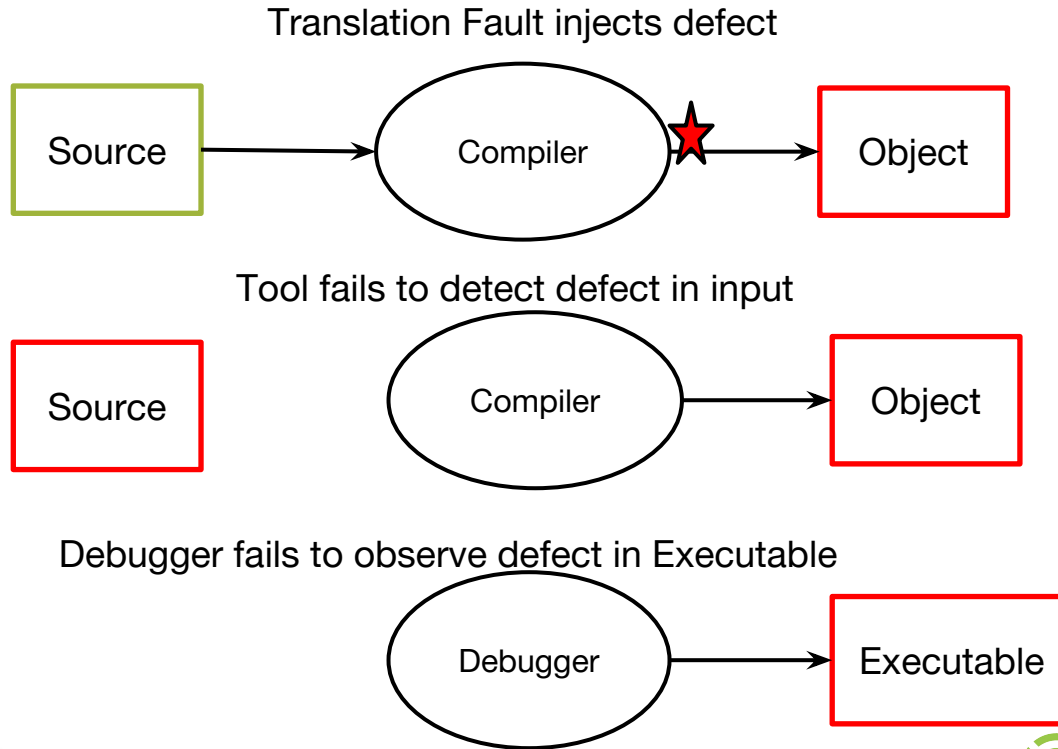 Translation Fault injects defect
Source
Compiler
Object
Tool fails to detect defect in input
Source
Compiler
Object
Debugger fails to observe defect in Executable
Debugger
Executable